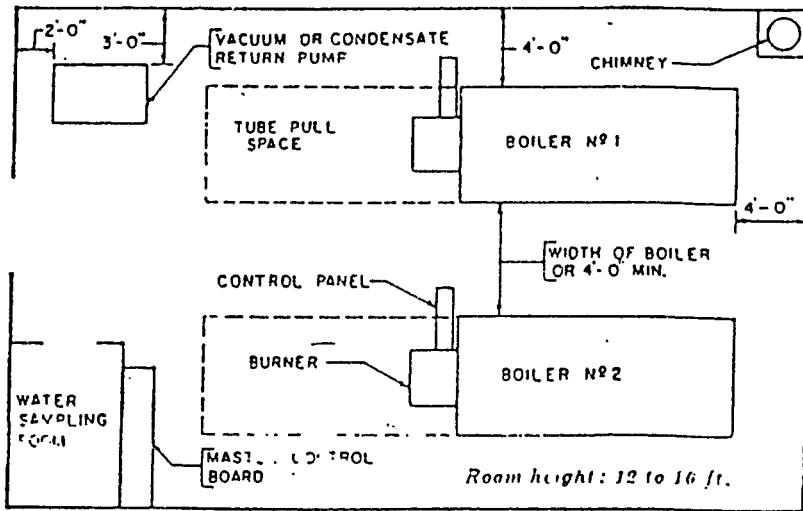 2'-0"
3'-0"
VACUUM OR CONDENSATE
RETURN PUMP
4'-0"
CHIMNEY
TUBE PULL
SPACE
BOILER Nº 1
4'-0"
WIDTH OF BOILER
OR 4'-0" MIN.
CONTROL PANEL
BURNER
BOILER Nº 2
WATER
SAMPLING
BOARD
Room height: 12 to 16 ft.